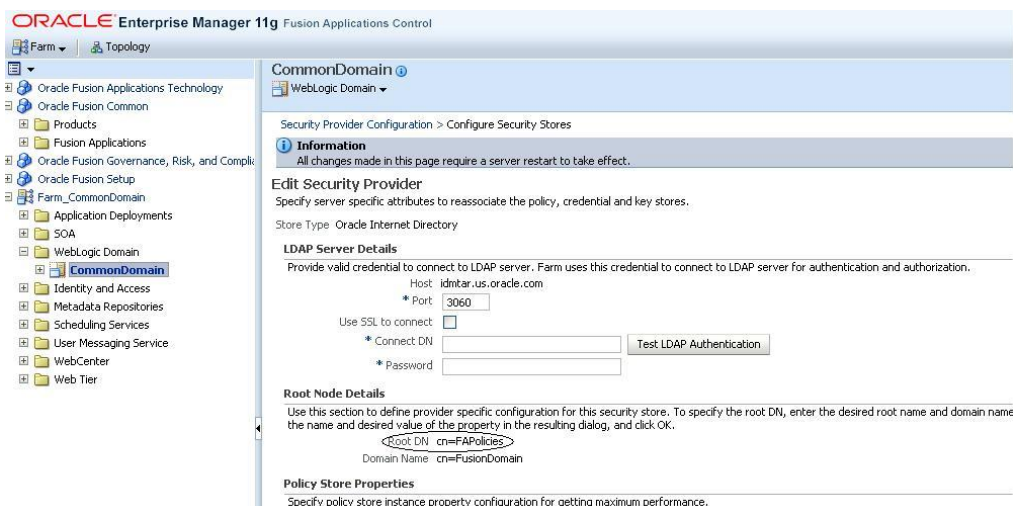 ORACLE Enterprise Manager 11g Fusion Applications Control
Farm Topology
Oracle Fusion Applications Technology
Oracle Fusion Common
Products
Fusion Applications
Oracle Fusion Governance, Risk, and Complia
Oracle Fusion Setup
Farm_CommonDomain
Application Deployments
SOA
WebLogic Domain
CommonDomain
Identity and Access
Metadata Repositories
Scheduling Services
User Messaging Service
WebCenter
Web Tier
CommonDomain
WebLogic Domain
Security Provider Configuration > Configure Security Stores
Information
All changes made in this page require a server restart to take effect.
Edit Security Provider
Specify server specific attributes to reassociate the policy, credential and key stores.
Store Type Oracle Internet Directory
LDAP Server Details
Provide valid credential to connect to LDAP server. Farm uses this credential to connect to LDAP server for authentication and authorization.
Host idmtar.us.oracle.com
* Port 3060
Use SSL to connect
* Connect DN Test LDAP Authentication
* Password
Root Node Details
Use this section to define provider specific configuration for this security store. To specify the root DN, enter the desired root name and domain name
the name and desired value of the property in the resulting dialog, and click OK.
Root DN cn=FAPolicies
Domain Name cn=FusionDomain
Policy Store Properties
Specify policy store instance property configuration for getting maximum performance.